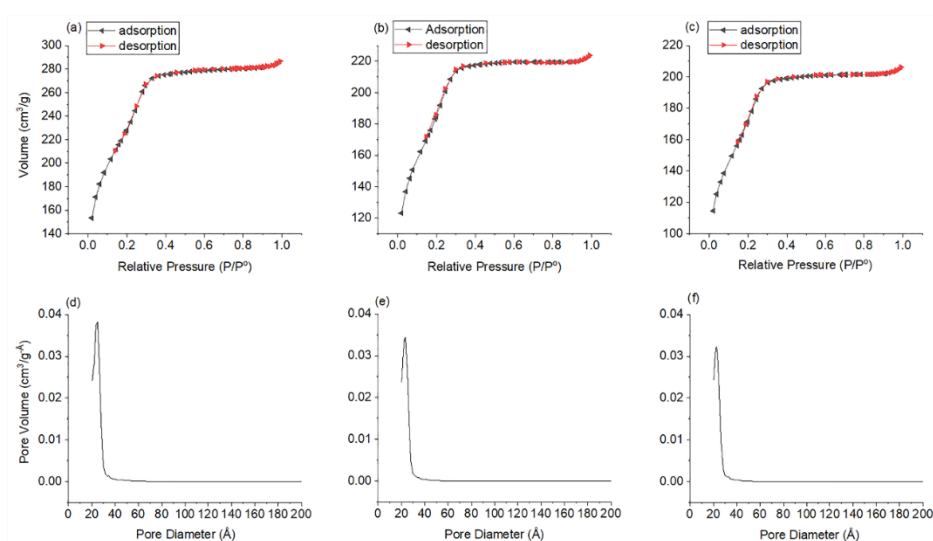 (a)
adsorption
desorption
300
280
260
240
220
200
180
160
140
Volume (cm³/g)
0.0 0.2 0.4 0.6 0.8 1.0
Relative Pressure (P/Pº)
(b)
Adsorption
desorption
220
200
180
160
140
120
0.0 0.2 0.4 0.6 0.8 1.0
Relative Pressure (P/Pº)
(c)
adsorption
desorption
220
200
180
160
140
120
100
0.0 0.2 0.4 0.6 0.8 1.0
Relative Pressure (P/Pº)
(d)
0.04
0.03
0.02
0.01
0.00
Pore Volume (cm³/g-Å)
0 20 40 60 80 100 120 140 160 180 200
Pore Diameter (Å)
(e)
0.04
0.03
0.02
0.01
0.00
0 20 40 60 80 100 120 140 160 180 200
Pore Diameter (Å)
(f)
0.04
0.03
0.02
0.01
0.00
0 20 40 60 80 100 120 140 160 180 200
Pore Diameter (Å)